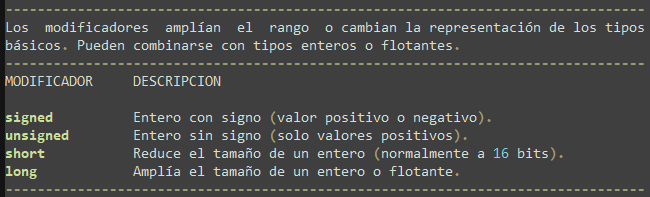 --------------------------------------------------------------------------------
Los  modificadores  amplían  el  rango  o cambian la representación de los tipos
básicos. Pueden combinarse con tipos enteros o flotantes.
--------------------------------------------------------------------------------
MODIFICADOR     DESCRIPCION

signed          Entero con signo (valor positivo o negativo).
unsigned        Entero sin signo (solo valores positivos).
short           Reduce el tamaño de un entero (normalmente a 16 bits).
long            Amplía el tamaño de un entero o flotante.
--------------------------------------------------------------------------------